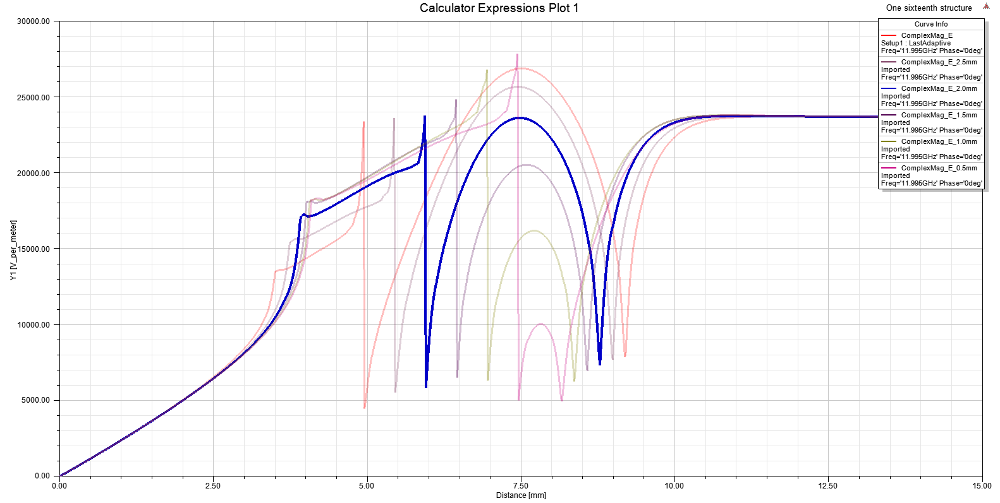 Calculator Expressions Plot 1
One sixteenth structure
Curve Info
ComplexMag_E
Setup1 : LastAdaptive
Freq='11.995GHz' Phase='0deg'
ComplexMag_E_2.5mm
Imported
Freq='11.995GHz' Phase='0deg'
ComplexMag_E_2.0mm
Imported
Freq='11.995GHz' Phase='0deg'
ComplexMag_E_1.5mm
Imported
Freq='11.995GHz' Phase='0deg'
ComplexMag_E_1.0mm
Imported
Freq='11.995GHz' Phase='0deg'
ComplexMag_E_0.5mm
Imported
Freq='11.995GHz' Phase='0deg'
30000.00
25000.00
20000.00
15000.00
10000.00
5000.00
0.00
Y1 [V_per_meter]
0.00 2.50 5.00 7.50 10.00 12.50 15.00
Distance [mm]